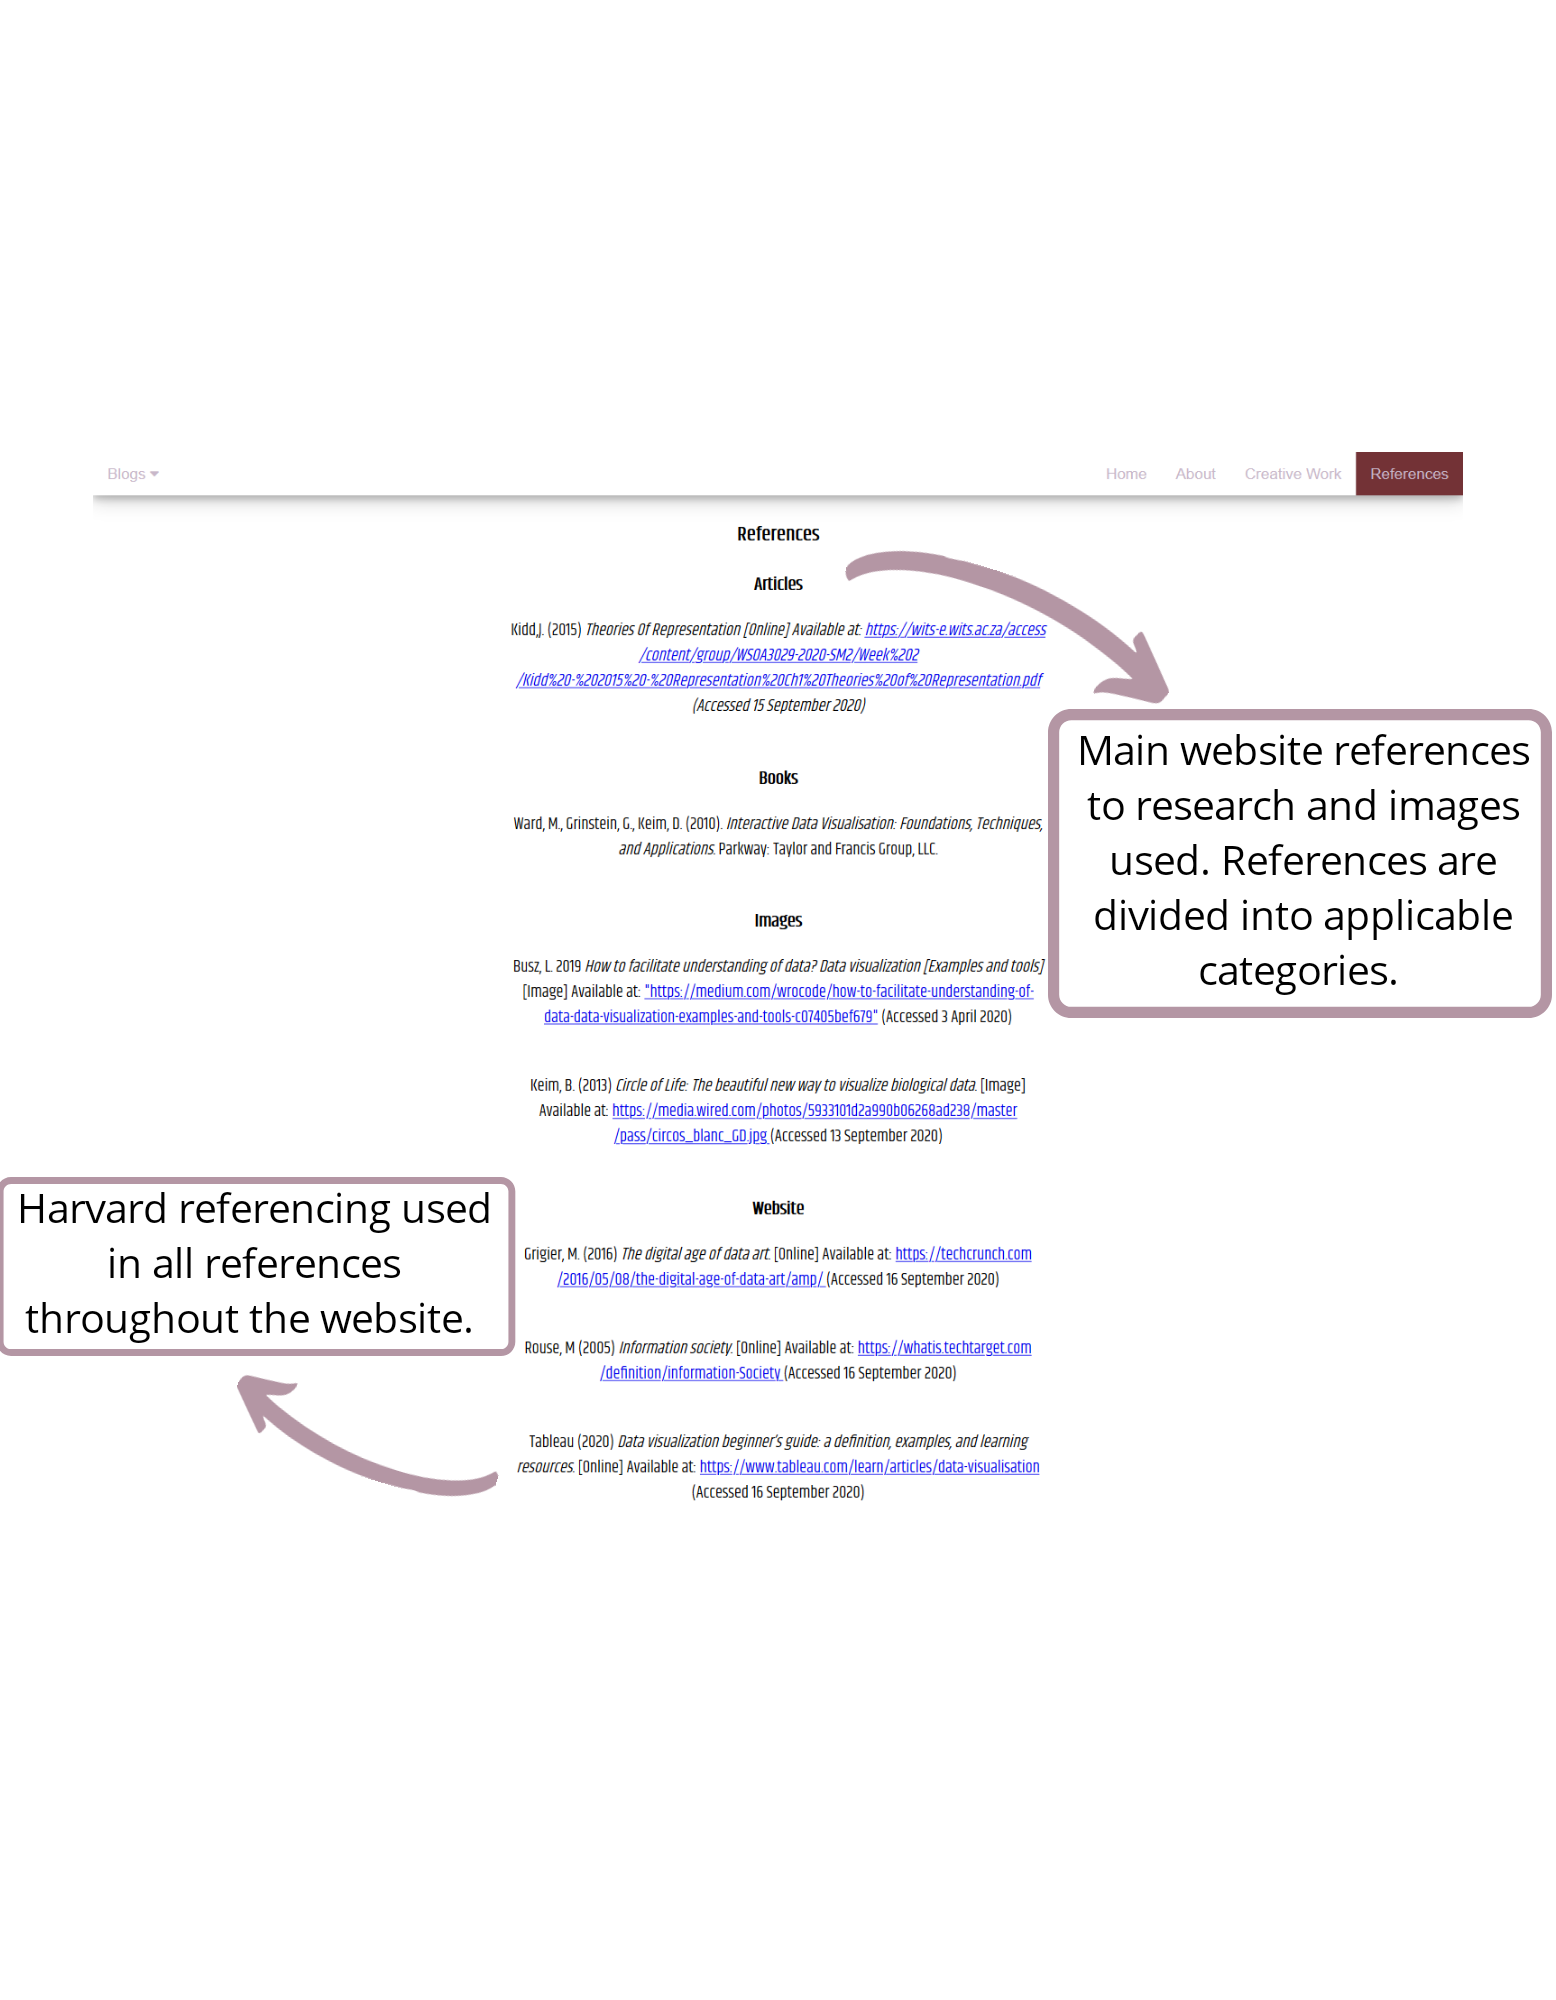 Blogs
Home About Creative Work References
References
Articles
Kidd,J. (2015) Theories Of Representation [Online] Available at: https://wits-e.wits.ac.za/access
/content/group/WSOA3029-2020-SM2/Week%202
/Kidd%20-%202015%20-%20Representation%20Ch1%20Theories%20of%20Representation.pdf
(Accessed 15 September 2020)
Books
Ward, M., Grinstein, G., Keim, D. (2010). Interactive Data Visualisation: Foundations, Techniques,
and Applications. Parkway: Taylor and Francis Group, LLC.
Main website references
to research and images
used. References are
divided into applicable
categories.
Images
Busz, L. 2019 How to facilitate understanding of data? Data visualization [Examples and tools]
[Image] Available at: "https://medium.com/wrocode/how-to-facilitate-understanding-of-
data-data-visualization-examples-and-tools-c07405bef679" (Accessed 3 April 2020)
Keim, B. (2013) Circle of Life: The beautiful new way to visualize biological data. [Image]
Available at: https://media.wired.com/photos/5933101d2a990b06268ad238/master
/pass/circos_blanc_GD.jpg (Accessed 13 September 2020)
Harvard referencing used
in all references
throughout the website.
Website
Grigier, M. (2016) The digital age of data art. [Online] Available at: https://techcrunch.com
/2016/05/08/the-digital-age-of-data-art/amp/ (Accessed 16 September 2020)
Rouse, M (2005) Information society. [Online] Available at: https://whatis.techtarget.com
/definition/information-Society (Accessed 16 September 2020)
Tableau (2020) Data visualization beginner's guide: a definition, examples, and learning
resources. [Online] Available at: https://www.tableau.com/learn/articles/data-visualisation
(Accessed 16 September 2020)